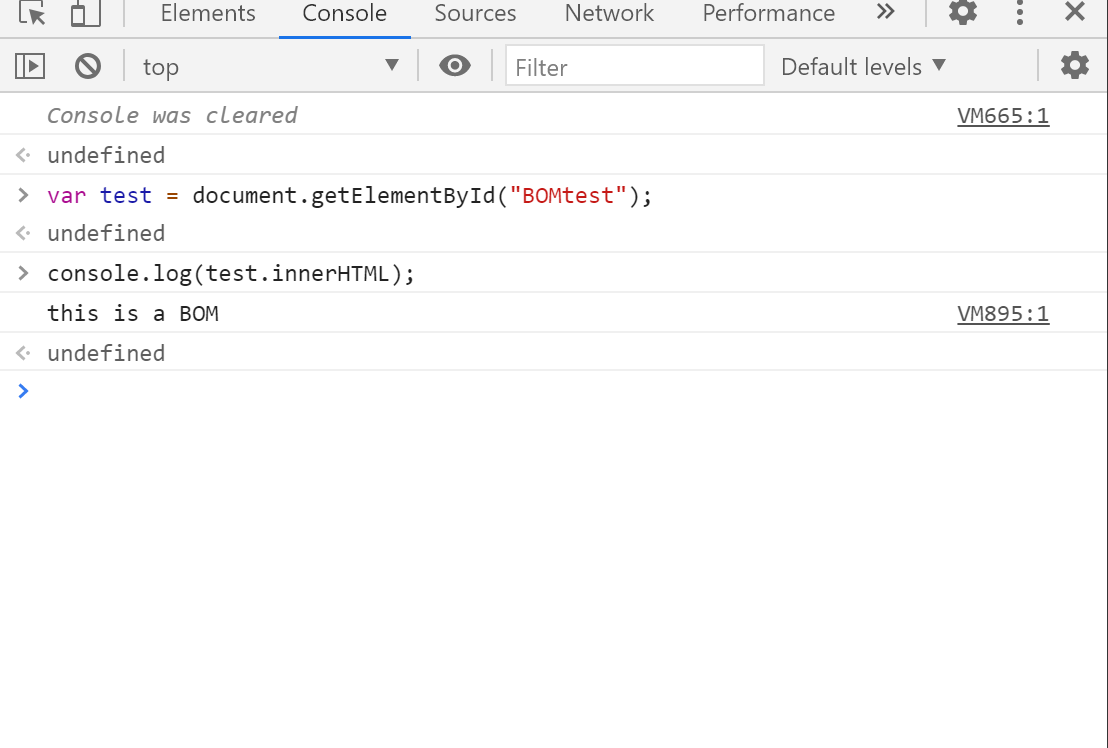 Elements Console Sources Network Performance
top Filter Default levels
Console was cleared VM665:1
undefined
var test = document.getElementById("BOMtest");
undefined
console.log(test.innerHTML);
this is a BOM VM895:1
undefined